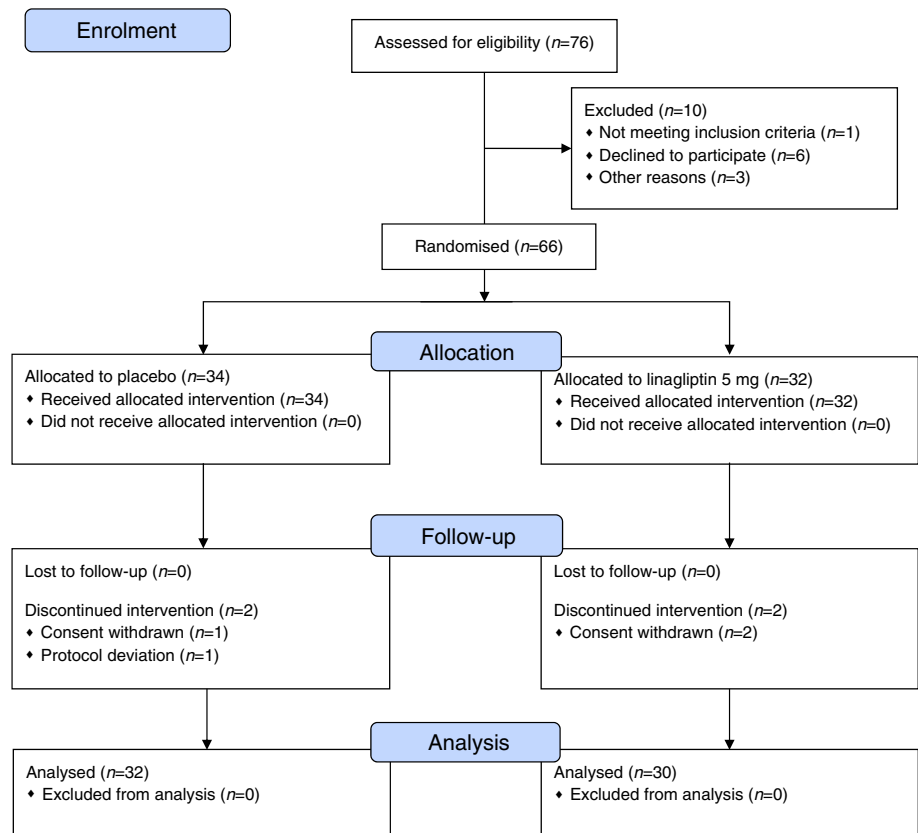 Enrolment
Assessed for eligibility (n=76)
Excluded (n=10)
♦ Not meeting inclusion criteria (n=1)
♦ Declined to participate (n=6)
♦ Other reasons (n=3)
Randomised (n=66)
Allocation
Allocated to placebo (n=34)
♦ Received allocated intervention (n=34)
♦ Did not receive allocated intervention (n=0)
Allocated to linagliptin 5 mg (n=32)
♦ Received allocated intervention (n=32)
♦ Did not receive allocated intervention (n=0)
Follow-up
Lost to follow-up (n=0)
Discontinued intervention (n=2)
♦ Consent withdrawn (n=1)
♦ Protocol deviation (n=1)
Lost to follow-up (n=0)
Discontinued intervention (n=2)
♦ Consent withdrawn (n=2)
Analysis
Analysed (n=32)
♦ Excluded from analysis (n=0)
Analysed (n=30)
♦ Excluded from analysis (n=0)